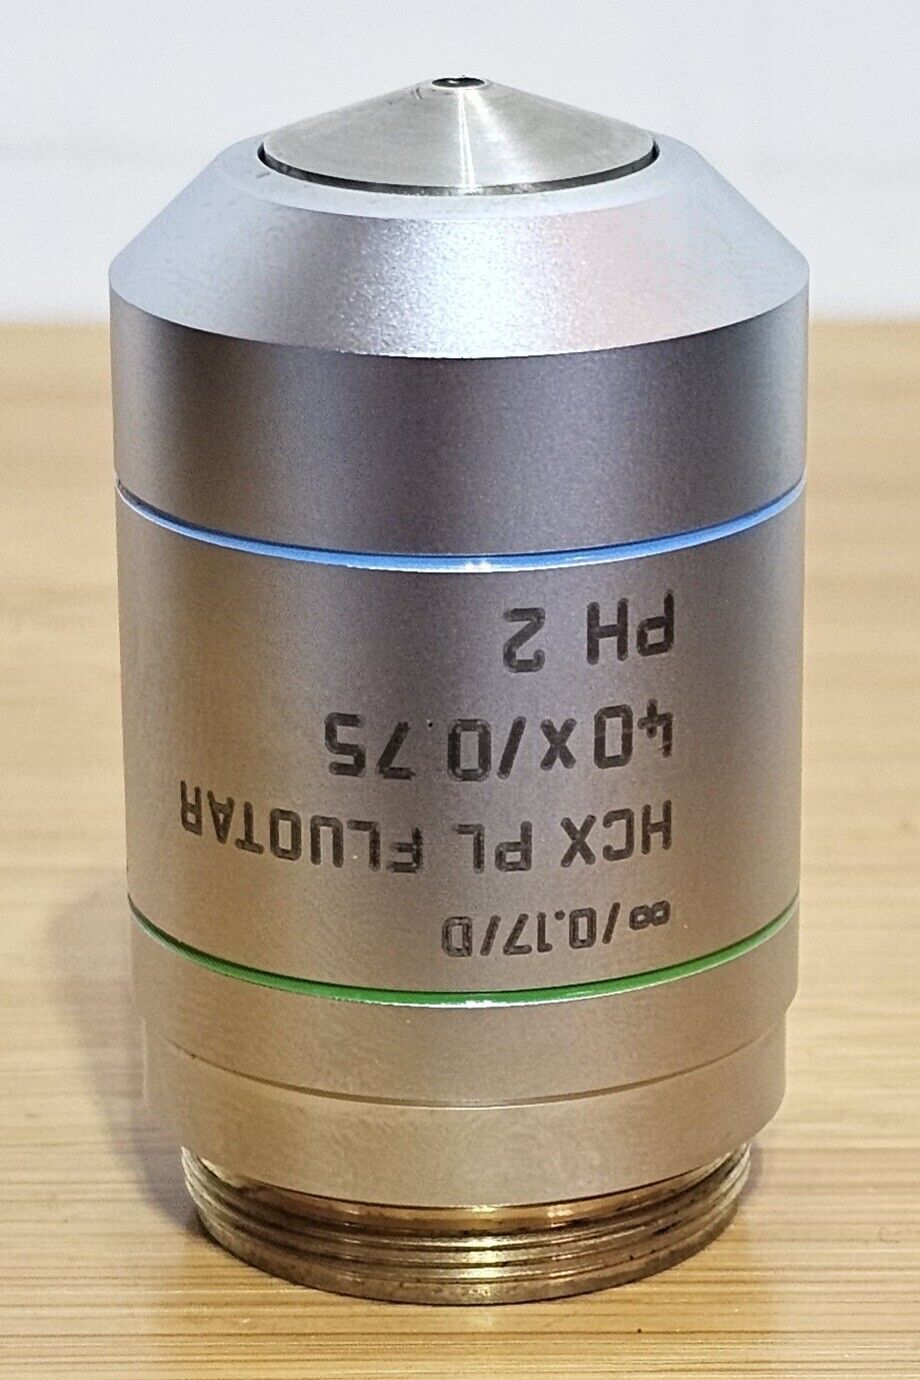 ∞/0.17/D
HCX PL FLUOTAR
40x/0.75
PH 2